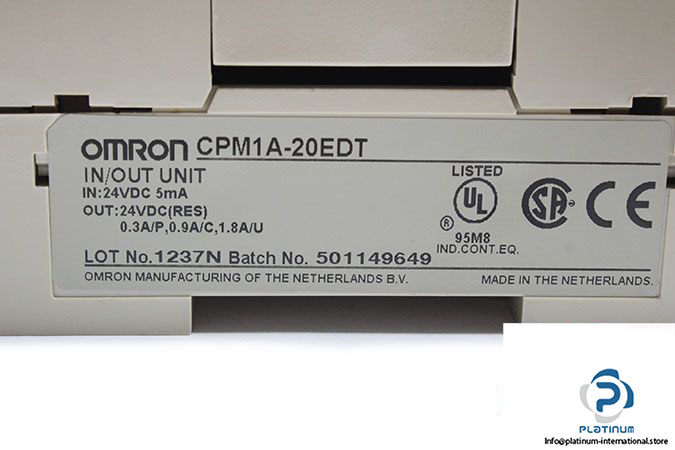 OMRON CPM1A-20EDT
IN/OUT UNIT
IN:24VDC 5mA
OUT:24VDC(RES)
0.3A/P,0.9A/C,1.8A/U
LISTED
UL
®
95M8
IND.CONT.EQ.
SA
CE
LOT No.1237N Batch No. 501149649
OMRON MANUFACTURING OF THE NETHERLANDS B.V.
MADE IN THE NETHERLANDS.
PLATINUM
Info@platinum-international.store